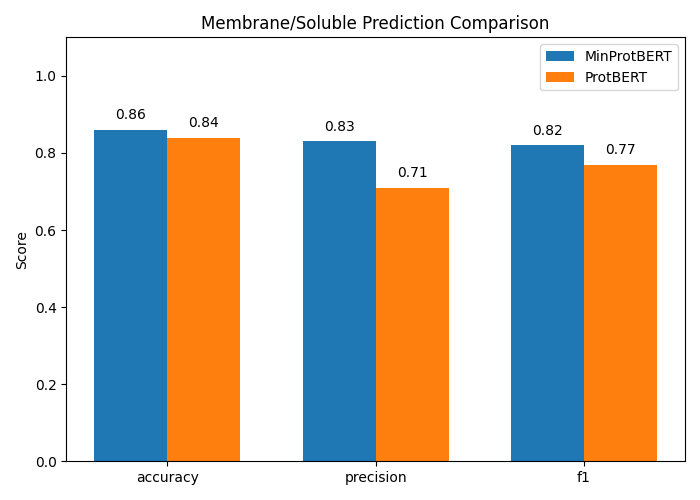 Membrane/Soluble Prediction Comparison
MinProtBERT
ProtBERT
Score
1.0
0.8
0.6
0.4
0.2
0.0
0.86
0.84
0.83
0.71
0.82
0.77
accuracy
precision
f1